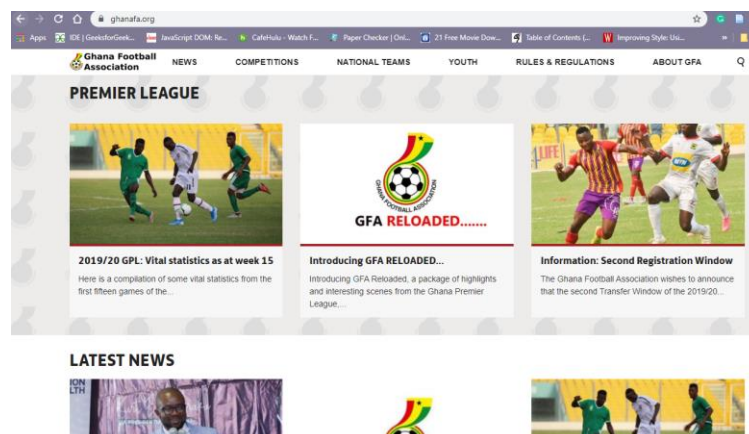 ghanafa.org
Apps
IDE | GeeksforGeek...
JavaScript DOM: Re...
CafeHulu - Watch F...
Paper Checker | Onl...
21 Free Movie Dow...
Table of Contents (...
Improving Style: Usi...
Ghana Football
Association
NEWS
COMPETITIONS
NATIONAL TEAMS
YOUTH
RULES & REGULATIONS
ABOUT GFA
PREMIER LEAGUE
GHANA FOOTBALL ASSOCIATION
GFA RELOADED.......
LIFE
MTN
2019/20 GPL: Vital statistics as at week 15
Here is a compilation of some vital statistics from the
first fifteen games of the...
Introducing GFA RELOADED...
Introducing GFA Reloaded, a package of highlights
and interesting scenes from the Ghana Premier
League,...
Information: Second Registration Window
The Ghana Football Association wishes to announce
that the second Transfer Window of the 2019/20...
LATEST NEWS